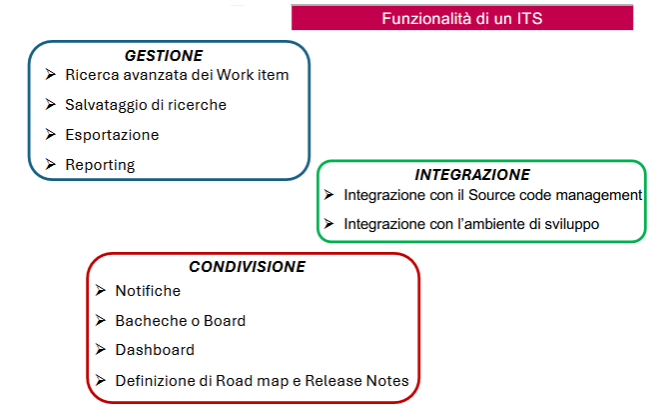 Funzionalità di un ITS
GESTIONE
➢ Ricerca avanzata dei Work item
➢ Salvataggio di ricerche
➢ Esportazione
➢ Reporting
INTEGRAZIONE
➢ Integrazione con il Source code management
➢ Integrazione con l'ambiente di sviluppo
CONDIVISIONE
➢ Notifiche
➢ Bacheche o Board
➢ Dashboard
➢ Definizione di Road map e Release Notes